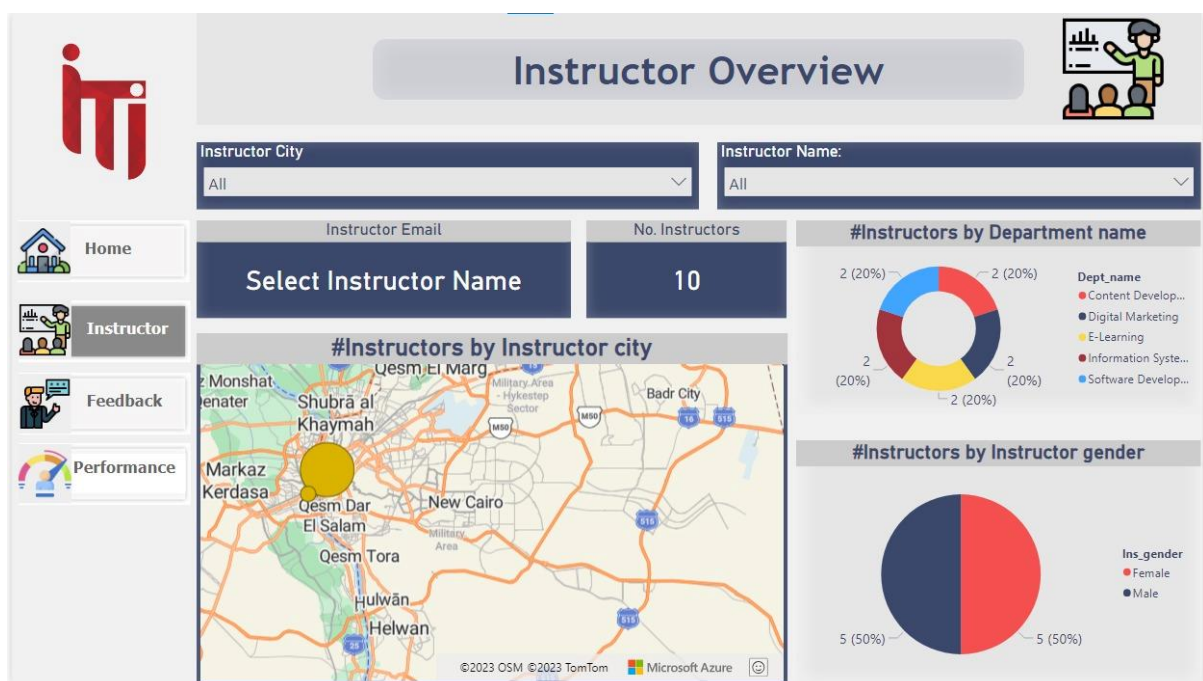 iTi
Instructor Overview
Instructor City
All
Instructor Name:
All
Home
Instructor
Feedback
Performance
Instructor Email
Select Instructor Name
No. Instructors
10
#Instructors by Department name
2 (20%)
2 (20%)
2
(20%)
2
(20%)
2 (20%)
Dept_name
Content Develop...
Digital Marketing
E-Learning
Information Syste...
Software Develop...
#Instructors by Instructor city
Qesm El Marg
z Monshat
enater
Shubrā al
Khaymah
Military Area
- Hykestep
Sector
Badr City
M50
M50
16
515
Markaz
Kerdasa
Qesm Dar
El Salam
New Cairo
Military
Area
515
Qesm Tora
Hulwān
Helwan
515
25
©2023 OSM ©2023 TomTom
Microsoft Azure
#Instructors by Instructor gender
5 (50%)
5 (50%)
Ins_gender
Female
Male